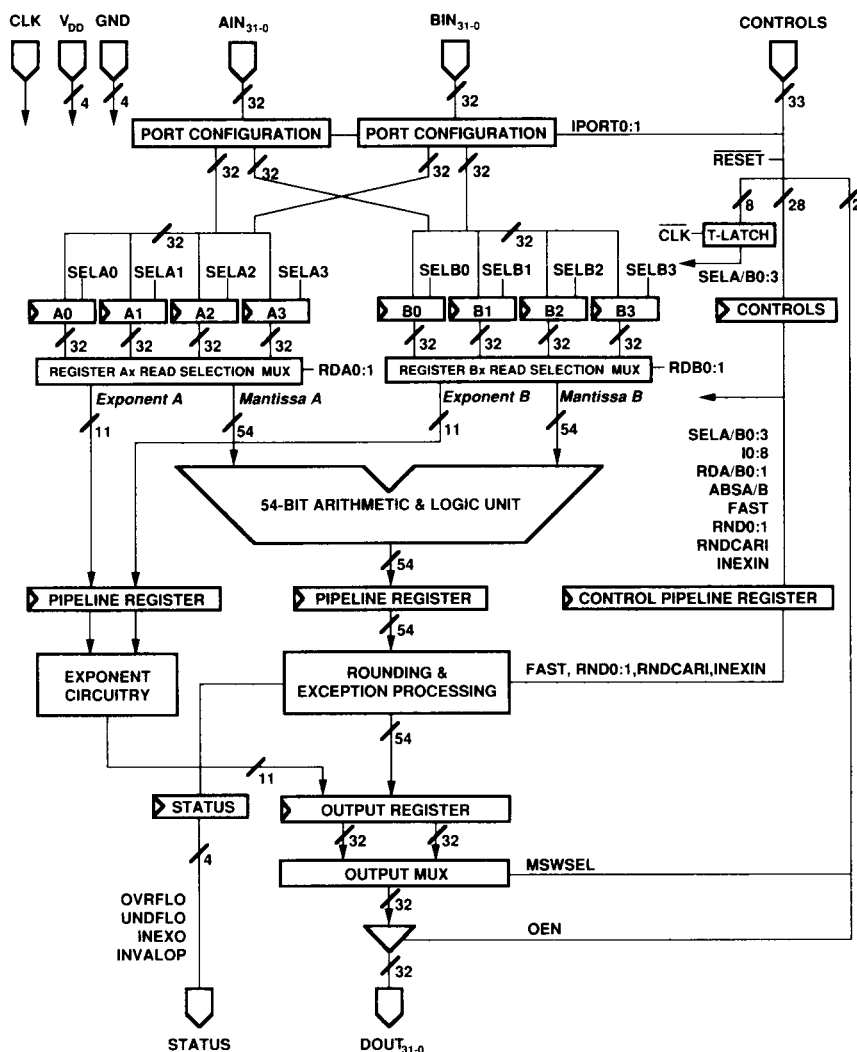 CLK VDD GND AIN31-0 BIN31-0 CONTROLS
4 4 32 32 33
PORT CONFIGURATION PORT CONFIGURATION IPORT0:1
32 32 32 32 RESET
8 28 2
32 32 CLK T-LATCH
SELA0 SELA1 SELA2 SELA3 SELB0 SELB1 SELB2 SELB3 SELA/B0:3
A0 A1 A2 A3 B0 B1 B2 B3 CONTROLS
32 32 32 32 32 32 32 32
REGISTER Ax READ SELECTION MUX RDA0:1 REGISTER Bx READ SELECTION MUX RDB0:1
Exponent A Mantissa A Exponent B Mantissa B
11 54 11 54
SELA/B0:3
I0:8
RDA/B0:1
ABSA/B
FAST
RND0:1
RNDCARI
INEXIN
54-BIT ARITHMETIC & LOGIC UNIT
54
PIPELINE REGISTER PIPELINE REGISTER CONTROL PIPELINE REGISTER
54
EXPONENT
CIRCUITRY
ROUNDING &
EXCEPTION PROCESSING
FAST, RND0:1,RNDCARI,INEXIN
54
11
STATUS OUTPUT REGISTER
32 32
4
OUTPUT MUX MSWSEL
32
OVRFLO
UNDFLO
INEXO
INVALOP
OEN
32
STATUS DOUT31-0